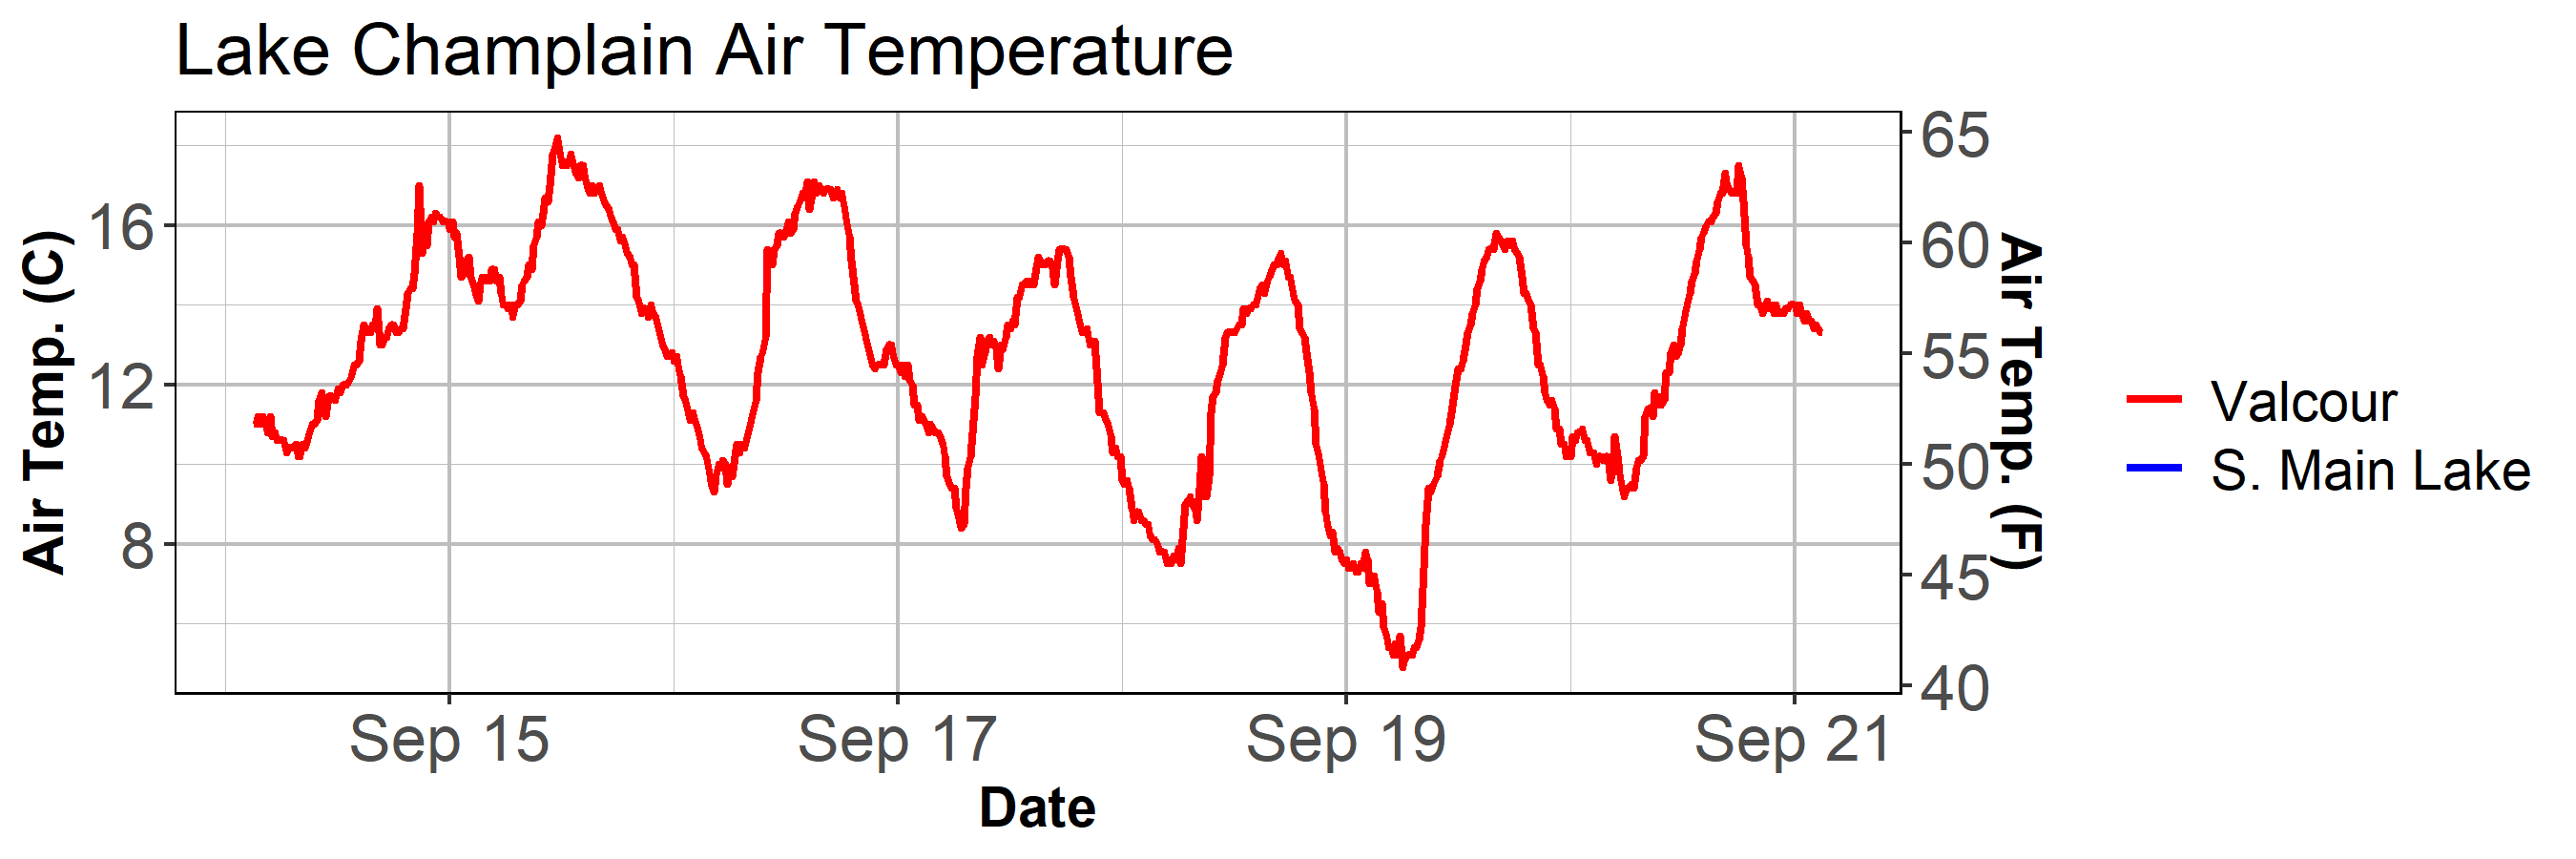 Lake Champlain Air Temperature
Air Temp. (C)
16
12
8
65
60
55
50
45
40
Air Temp. (F)
Sep 15
Sep 17
Sep 19
Sep 21
Date
Valcour
S. Main Lake